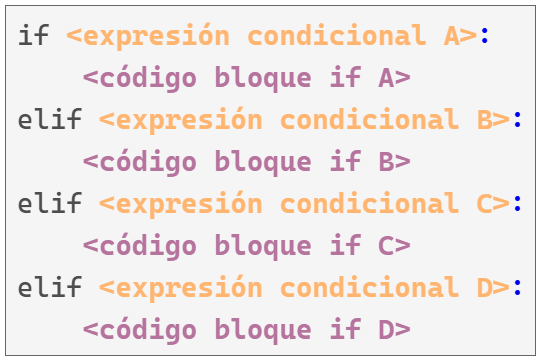 if <expresión condicional A>:
    <código bloque if A>
elif <expresión condicional B>:
    <código bloque if B>
elif <expresión condicional C>:
    <código bloque if C>
elif <expresión condicional D>:
    <código bloque if D>